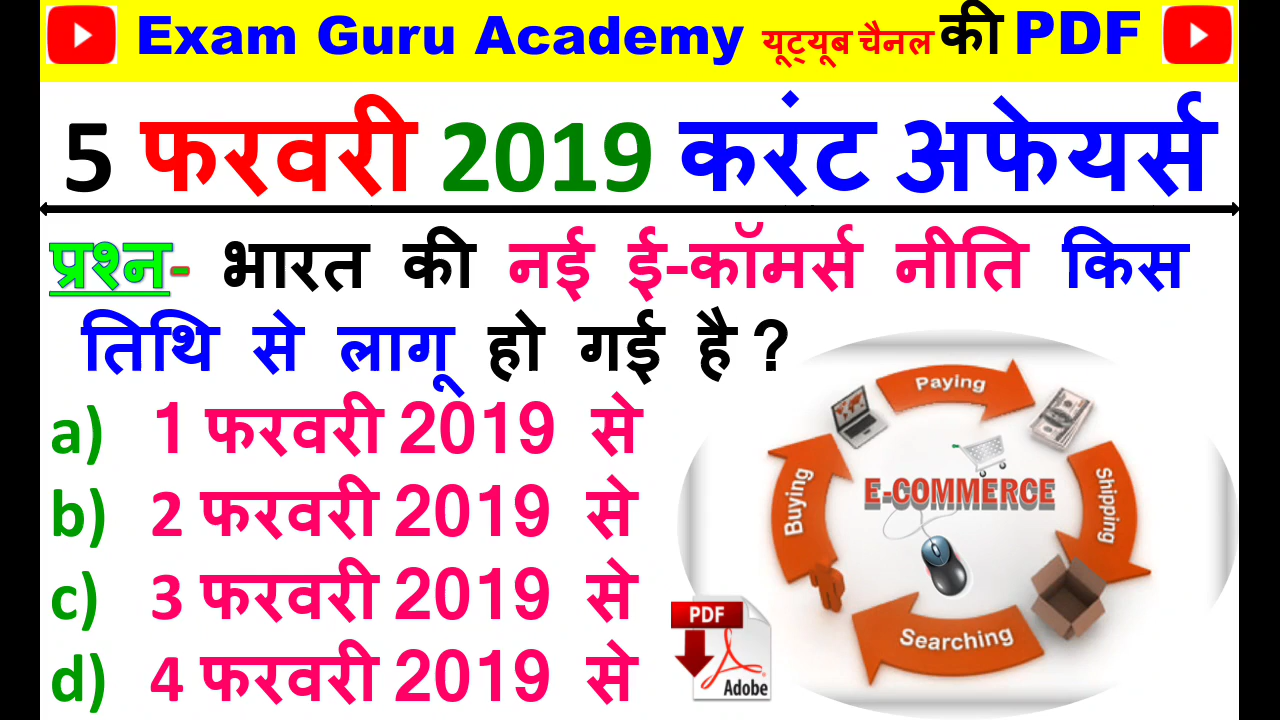 Exam Guru Academy यूट्यूब चैनल की PDF
5 फरवरी 2019 करंट अफेयर्स
प्रश्न- भारत की नई ई-कॉमर्स नीति किस
तिथि से लागू हो गई है ?
a) 1 फरवरी 2019 से
b) 2 फरवरी 2019 से
c) 3 फरवरी 2019 से
d) 4 फरवरी 2019 से
Paying
Shipping
Buying
E-COMMERCE
Searching
PDF
Adobe